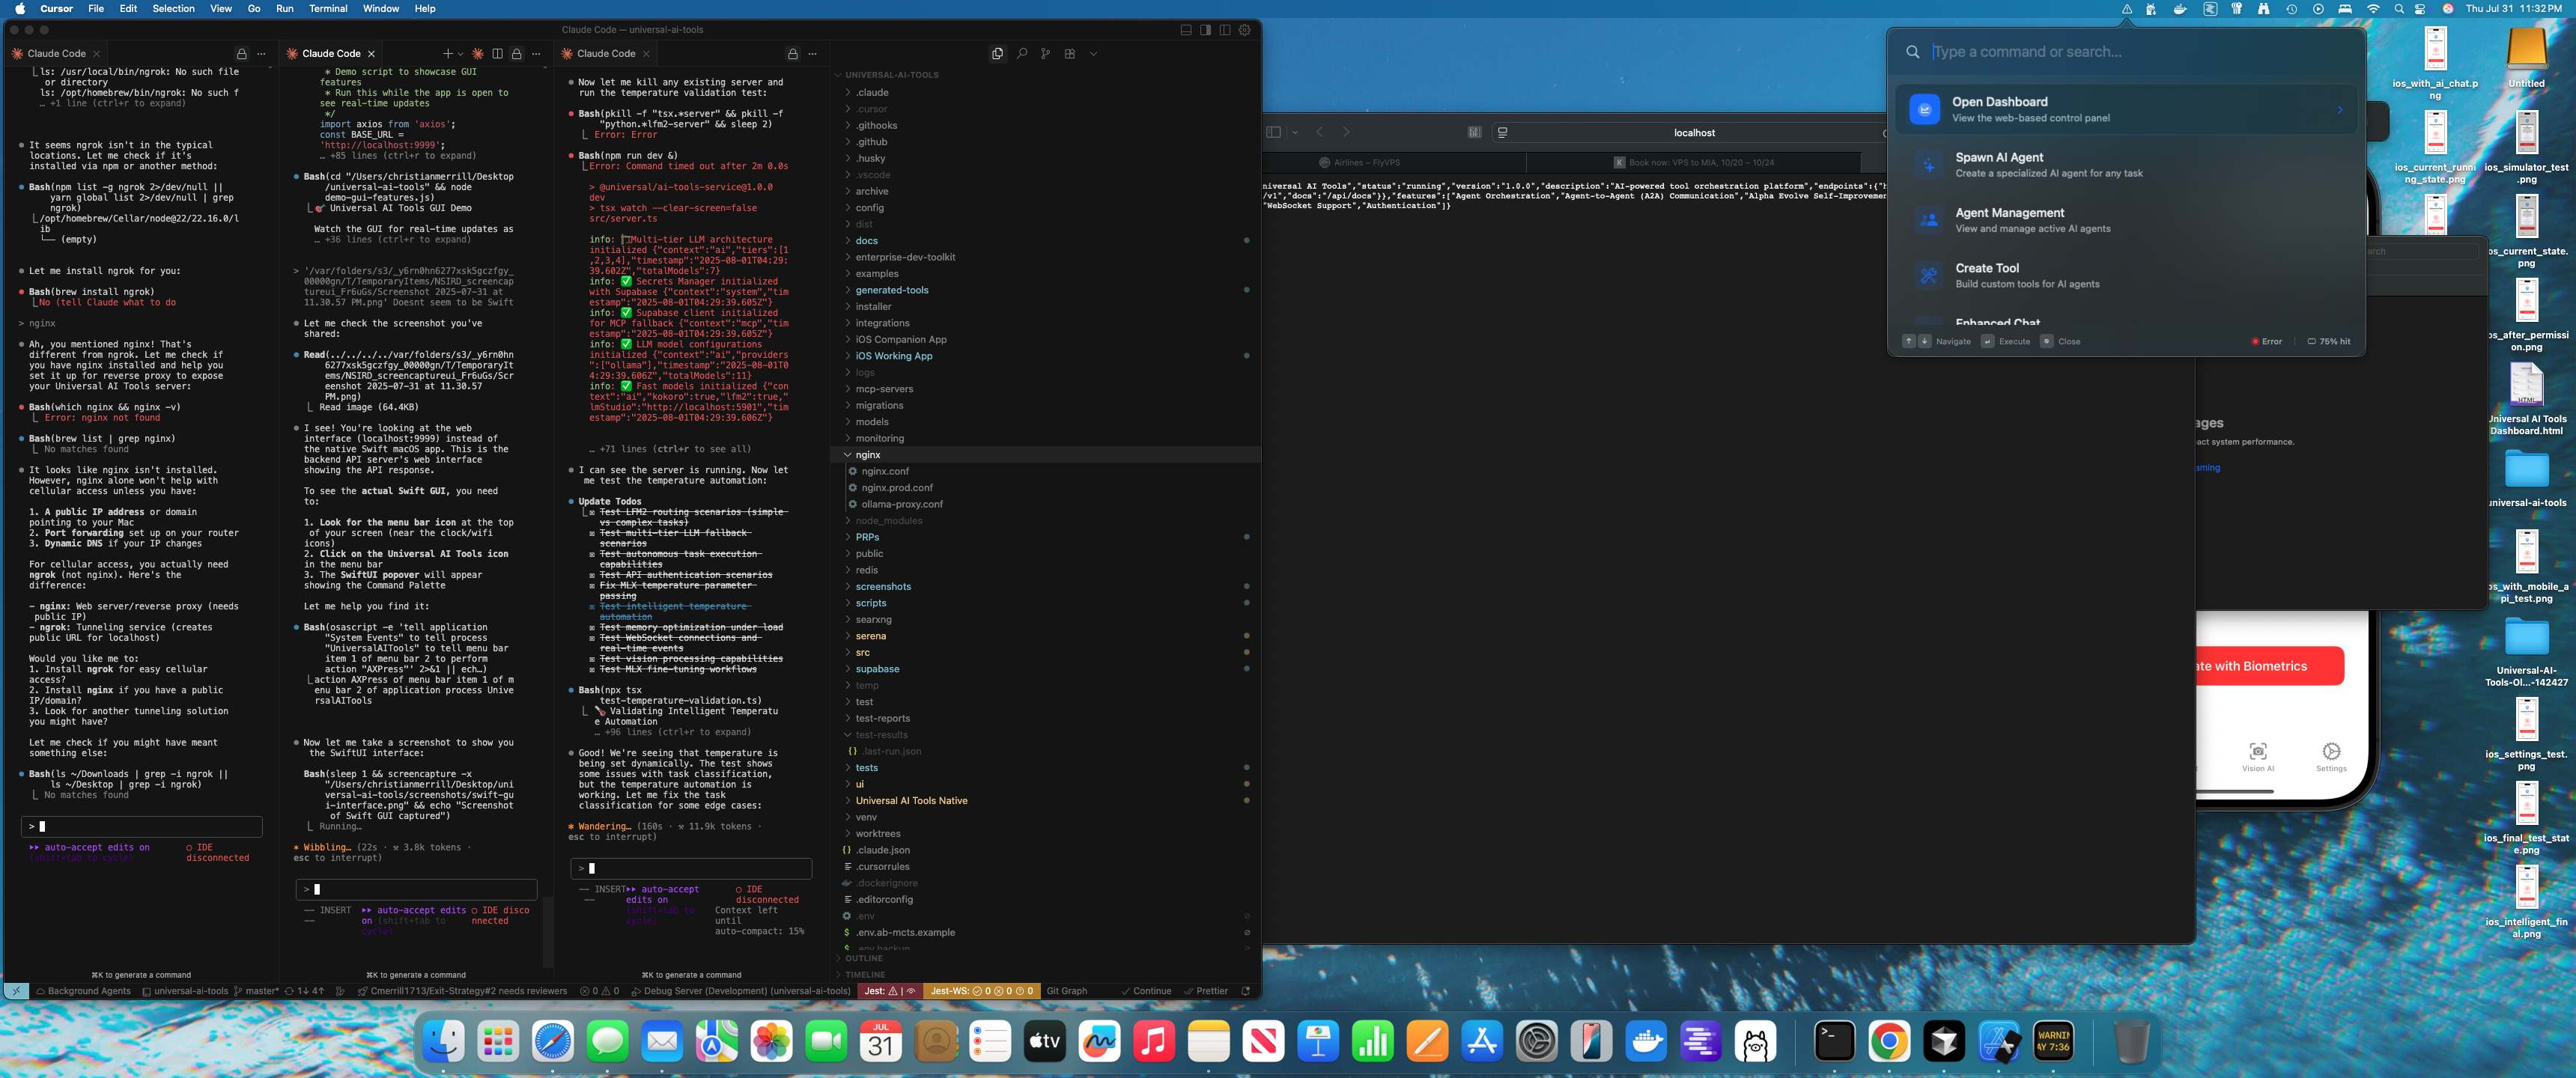 Cursor File Edit Selection View Go Run Terminal Window Help
Thu Jul 31 11:32 PM
Claude Code — universal-ai-tools
Claude Code
ls: /usr/local/bin/ngrok: No such file
or directory
ls: /opt/homebrew/bin/ngrok: No such f
… +1 line (ctrl+r to expand)
It seems ngrok isn't in the typical
locations. Let me check if it's
installed via npm or another method:
Bash(npm list -g ngrok 2>/dev/null ||
yarn global list 2>/dev/null | grep
ngrok)
/opt/homebrew/Cellar/node@22/22.16.0/l
ib
└── (empty)
Let me install ngrok for you:
Bash(brew install ngrok)
No (tell Claude what to do
> nginx
Ah, you mentioned nginx! That's
different from ngrok. Let me check if
you have nginx installed and help you
set it up for reverse proxy to expose
your Universal AI Tools server:
Bash(which nginx && nginx -v)
Error: nginx not found
Bash(brew list | grep nginx)
No matches found
It looks like nginx isn't installed.
However, nginx alone won't help with
cellular access unless you have:
1. A public IP address or domain
pointing to your Mac
2. Port forwarding set up on your router
3. Dynamic DNS if your IP changes
For cellular access, you actually need
ngrok (not nginx). Here's the
difference:
- nginx: Web server/reverse proxy (needs
public IP)
- ngrok: Tunneling service (creates
public URL for localhost)
Would you like me to:
1. Install ngrok for easy cellular
access?
2. Install nginx if you have a public
IP/domain?
3. Look for another tunneling solution
you might have?
Let me check if you might have meant
something else:
Bash(ls ~/Downloads | grep -i ngrok ||
ls ~/Desktop | grep -i ngrok)
No matches found
>
auto-accept edits on
(shift+tab to cycle)
IDE
disconnected
⌘K to generate a command
Claude Code
* Demo script to showcase GUI
features
* Run this while the app is open to
see real-time updates
*/
import axios from 'axios';
const BASE_URL =
'http://localhost:9999';
… +85 lines (ctrl+r to expand)
Bash(cd "/Users/christianmerrill/Desktop
/universal-ai-tools" && node
demo-gui-features.js)
Universal AI Tools GUI Demo
Watch the GUI for real-time updates as
… +36 lines (ctrl+r to expand)
> '/var/folders/s3/_y6rn0hn6277xsk5gczfgy_
00000gn/T/TemporaryItems/NSIRD_screencap
tureui_Fr6uGs/Screenshot 2025-07-31 at
11.30.57 PM.png' Doesnt seem to be Swift
Let me check the screenshot you've
shared:
Read(../../../../var/folders/s3/_y6rn0hn
6277xsk5gczfgy_00000gn/T/TemporaryIt
ems/NSIRD_screencaptureui_Fr6uGs/Scr
eenshot 2025-07-31 at 11.30.57
PM.png)
Read image (64.4KB)
I see! You're looking at the web
interface (localhost:9999) instead of
the native Swift macOS app. This is the
backend API server's web interface
showing the API response.
To see the actual Swift GUI, you need
to:
1. Look for the menu bar icon at the top
of your screen (near the clock/wifi
icons)
2. Click on the Universal AI Tools icon
in the menu bar
3. The SwiftUI popover will appear
showing the Command Palette
Let me help you find it:
Bash(osascript -e 'tell application
"System Events" to tell process
"UniversalAITools" to tell menu bar
item 1 of menu bar 2 to perform
action "AXPress"' 2>&1 || ech…)
action AXPress of menu bar item 1 of m
enu bar 2 of application process Unive
rsalAITools
Now let me take a screenshot to show you
the SwiftUI interface:
Bash(sleep 1 && screencapture -x
"/Users/christianmerrill/Desktop/uni
versal-ai-tools/screenshots/swift-gu
i-interface.png" && echo "Screenshot
of Swift GUI captured")
Running…
Wibbling… (22s · 3.8k tokens ·
esc to interrupt)
>
-- INSERT
--
auto-accept edits
on (shift+tab to
cycle)
IDE disco
nnected
⌘K to generate a command
Claude Code
Now let me kill any existing server and
run the temperature validation test:
Bash(pkill -f "tsx.*server" && pkill -f
"python.*lfm2-server" && sleep 2)
Error: Error
Bash(npm run dev &)
Error: Command timed out after 2m 0.0s
> @universal/ai-tools-service@1.0.0
dev
> tsx watch --clear-screen=false
src/server.ts
info: Multi-tier LLM architecture
initialized {"context":"ai","tiers":[1
,2,3,4],"timestamp":"2025-08-01T04:29:
39.602Z","totalModels":7}
info: ✅ Secrets Manager initialized
with Supabase {"context":"system","tim
estamp":"2025-08-01T04:29:39.605Z"}
info: ✅ Supabase client initialized
for MCP fallback {"context":"mcp","tim
estamp":"2025-08-01T04:29:39.605Z"}
info: ✅ LLM model configurations
initialized {"context":"ai","providers
":["ollama"],"timestamp":"2025-08-01T0
4:29:39.606Z","totalModels":11}
info: ✅ Fast models initialized {"con
text":"ai","kokoro":true,"lfm2":true,"
lmStudio":"http://localhost:5901","tim
estamp":"2025-08-01T04:29:39.606Z"}
… +71 lines (ctrl+r to see all)
I can see the server is running. Now let
me test the temperature automation:
Update Todos
Test LFM2 routing scenarios (simple
vs complex tasks)
Test multi-tier LLM fallback
scenarios
Test autonomous task execution
capabilities
Test API authentication scenarios
Fix MLX temperature parameter
passing
Test intelligent temperature
automation
Test memory optimization under load
Test WebSocket connections and
real-time events
Test vision processing capabilities
Test MLX fine-tuning workflows
Bash(npx tsx
test-temperature-validation.ts)
Validating Intelligent Temperatu
e Automation
… +96 lines (ctrl+r to expand)
Good! We're seeing that temperature is
being set dynamically. The test shows
some issues with task classification,
but the temperature automation is
working. Let me fix the task
classification for some edge cases:
Wandering… (160s · 11.9k tokens ·
esc to interrupt)
>
-- INSERT
--
auto-accept
edits on
(shift+tab to
cycle)
IDE
disconnected
Context left
until
auto-compact: 15%
⌘K to generate a command
UNIVERSAL-AI-TOOLS
.claude
.cursor
.githooks
.github
.husky
.vscode
archive
config
dist
docs
enterprise-dev-toolkit
examples
generated-tools
installer
integrations
iOS Companion App
iOS Working App
logs
mcp-servers
migrations
models
monitoring
nginx
nginx.conf
nginx.prod.conf
ollama-proxy.conf
node_modules
PRPs
public
redis
screenshots
scripts
searxng
serena
src
supabase
temp
test
test-reports
test-results
{} .last-run.json
tests
ui
Universal AI Tools Native
venv
worktrees
{} .claude.json
.cursorrules
.dockerignore
.editorconfig
.env
$ .env.ab-mcts.example
$ .env.backup
OUTLINE
TIMELINE
Background Agents universal-ai-tools master* 1↓ 4↑ Cmerrill1713/Exit-Strategy#2 needs reviewers 0 0 Debug Server (Development) (universal-ai-tools) Jest: Jest-WS: 0 0 0 Git Graph Continue Prettier
localhost
Airlines – FlyVPS
K Book now: VPS to MIA, 10/20 – 10/24
niversal AI Tools","status":"running","version":"1.0.0","description":"AI-powered tool orchestration platform","endpoints":{"h
/v1","docs":"/api/docs"}},"features":["Agent Orchestration","Agent-to-Agent (A2A) Communication","Alpha Evolve Self-Improveme
"WebSocket Support","Authentication"]}
Type a command or search...
Open Dashboard
View the web-based control panel
Spawn AI Agent
Create a specialized AI agent for any task
Agent Management
View and manage active AI agents
Create Tool
Build custom tools for AI agents
Enhanced Chat
↑ ↓ Navigate Execute Close
Error
75% hit
arch
ages
act system performance.
aming
ate with Biometrics
Vision AI
Settings
ios_with_ai_chat.p
ng
Untitled
ios_current_runni
ng_state.png
ios_simulator_test
.png
os_current_state.
png
os_after_permissi
on.png
HTML
Universal AI Tools
Dashboard.html
universal-ai-tools
os_with_mobile_a
pi_test.png
Universal-AI-
Tools-Ol...-142427
ios_settings_test.
png
ios_final_test_stat
e.png
ios_intelligent_fin
al.png
JUL
31
tv
WARNIN
AY 7:36